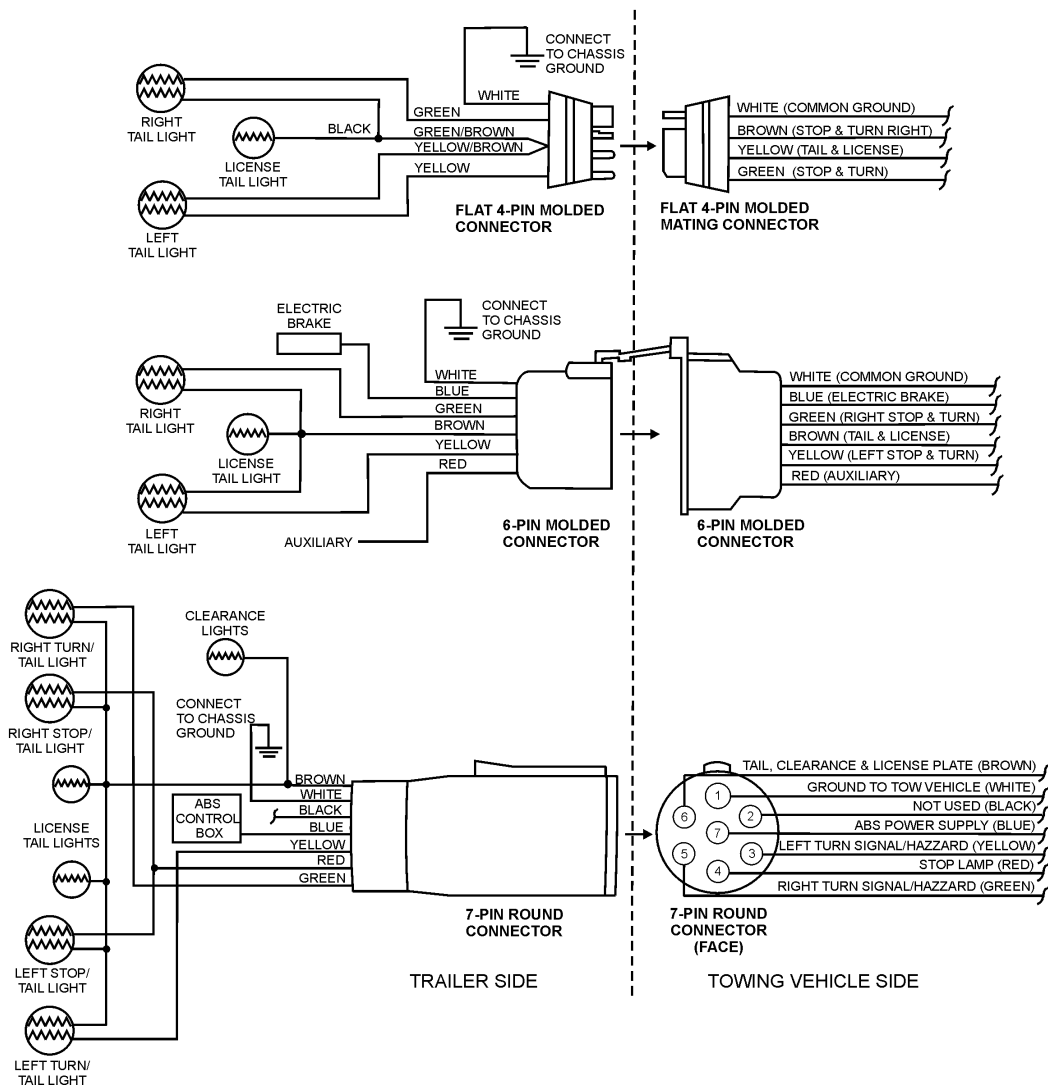 CONNECT
TO CHASSIS
GROUND
WHITE
GREEN
BLACK
GREEN/BROWN
YELLOW/BROWN
YELLOW
RIGHT
TAIL LIGHT
LICENSE
TAIL LIGHT
LEFT
TAIL LIGHT
FLAT 4-PIN MOLDED
CONNECTOR
WHITE (COMMON GROUND)
BROWN (STOP & TURN RIGHT)
YELLOW (TAIL & LICENSE)
GREEN (STOP & TURN)
FLAT 4-PIN MOLDED
MATING CONNECTOR
ELECTRIC
BRAKE
CONNECT
TO CHASSIS
GROUND
WHITE
BLUE
GREEN
BROWN
YELLOW
RED
RIGHT
TAIL LIGHT
LICENSE
TAIL LIGHT
LEFT
TAIL LIGHT
AUXILIARY
6-PIN MOLDED
CONNECTOR
WHITE (COMMON GROUND)
BLUE (ELECTRIC BRAKE)
GREEN (RIGHT STOP & TURN)
BROWN (TAIL & LICENSE)
YELLOW (LEFT STOP & TURN)
RED (AUXILIARY)
6-PIN MOLDED
CONNECTOR
RIGHT TURN/
TAIL LIGHT
CLEARANCE
LIGHTS
RIGHT STOP/
TAIL LIGHT
CONNECT
TO CHASSIS
GROUND
LICENSE
TAIL LIGHTS
ABS
CONTROL
BOX
BROWN
WHITE
BLACK
BLUE
YELLOW
RED
GREEN
LEFT STOP/
TAIL LIGHT
LEFT TURN/
TAIL LIGHT
7-PIN ROUND
CONNECTOR
TAIL, CLEARANCE & LICENSE PLATE (BROWN)
GROUND TO TOW VEHICLE (WHITE)
NOT USED (BLACK)
ABS POWER SUPPLY (BLUE)
LEFT TURN SIGNAL/HAZZARD (YELLOW)
STOP LAMP (RED)
RIGHT TURN SIGNAL/HAZZARD (GREEN)
1
6
2
7
5
3
4
7-PIN ROUND
CONNECTOR
(FACE)
TRAILER SIDE
TOWING VEHICLE SIDE